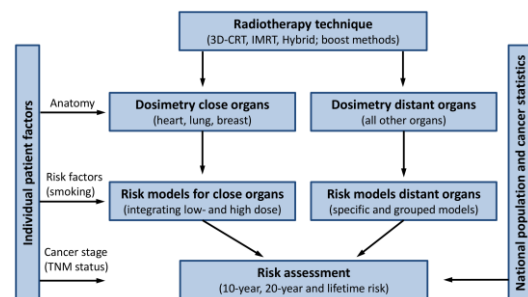 Radiotherapy technique
(3D-CRT, IMRT, Hybrid; boost methods)
Individual patient factors
National population and cancer statistics
Anatomy
Dosimetry close organs
(heart, lung, breast)
Dosimetry distant organs
(all other organs)
Risk factors
(smoking)
Risk models for close organs
(integrating low- and high dose)
Risk models distant organs
(specific and grouped models)
Cancer stage
(TNM status)
Risk assessment
(10-year, 20-year and lifetime risk)